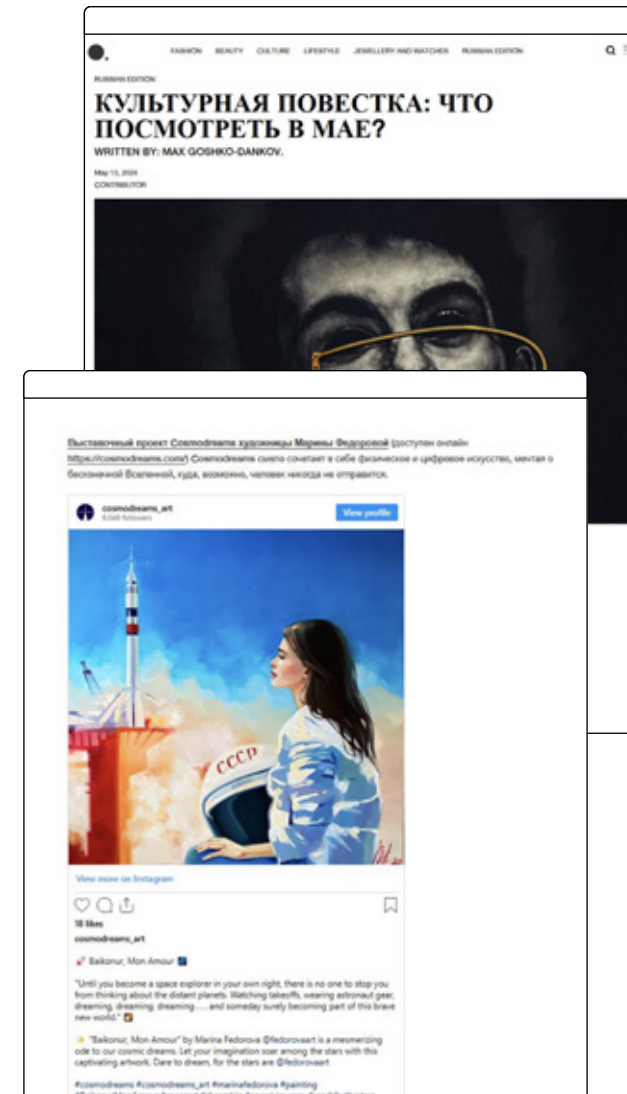 FASHION BEAUTY CULTURE LIFESTYLE JEWELLERY AND WATCHES RUSSIAN EDITION
RUSSIAN EDITION
КУЛЬТУРНАЯ ПОВЕСТКА: ЧТО
ПОСМОТРЕТЬ В МАЕ?
WRITTEN BY: MAX GOSHKO-DANKOV.
May 13, 2024
CONTRIBUTOR
Выставочный проект Cosmodreams художницы Марины Федоровой (доступен онлайн
https://cosmodreams.com/) Cosmodreams смело сочетает в себе физическое и цифровое искусство, мечтая о
бесконечной Вселенной, куда, возможно, человек никогда не отправится.
cosmodreams_art
followers
View profile
СССР
View more on Instagram
18 likes
cosmodreams_art
🚀 Baikonur, Mon Amour 🌌
"Until you become a space explorer in your own right, there is no one to stop you
from thinking about the distant planets. Watching takeoffs, wearing astronaut gear,
dreaming, dreaming, dreaming . . . . and someday surely becoming part of this brave
new world."
✨ "Baikonur, Mon Amour" by Marina Fedorova @fedorovaart is a mesmerizing
ode to our cosmic dreams. Let your imagination soar among the stars with this
captivating artwork. Dare to dream, for the stars are @fedorovaart
#cosmodreams #cosmodreams_art #marinafedorova #painting